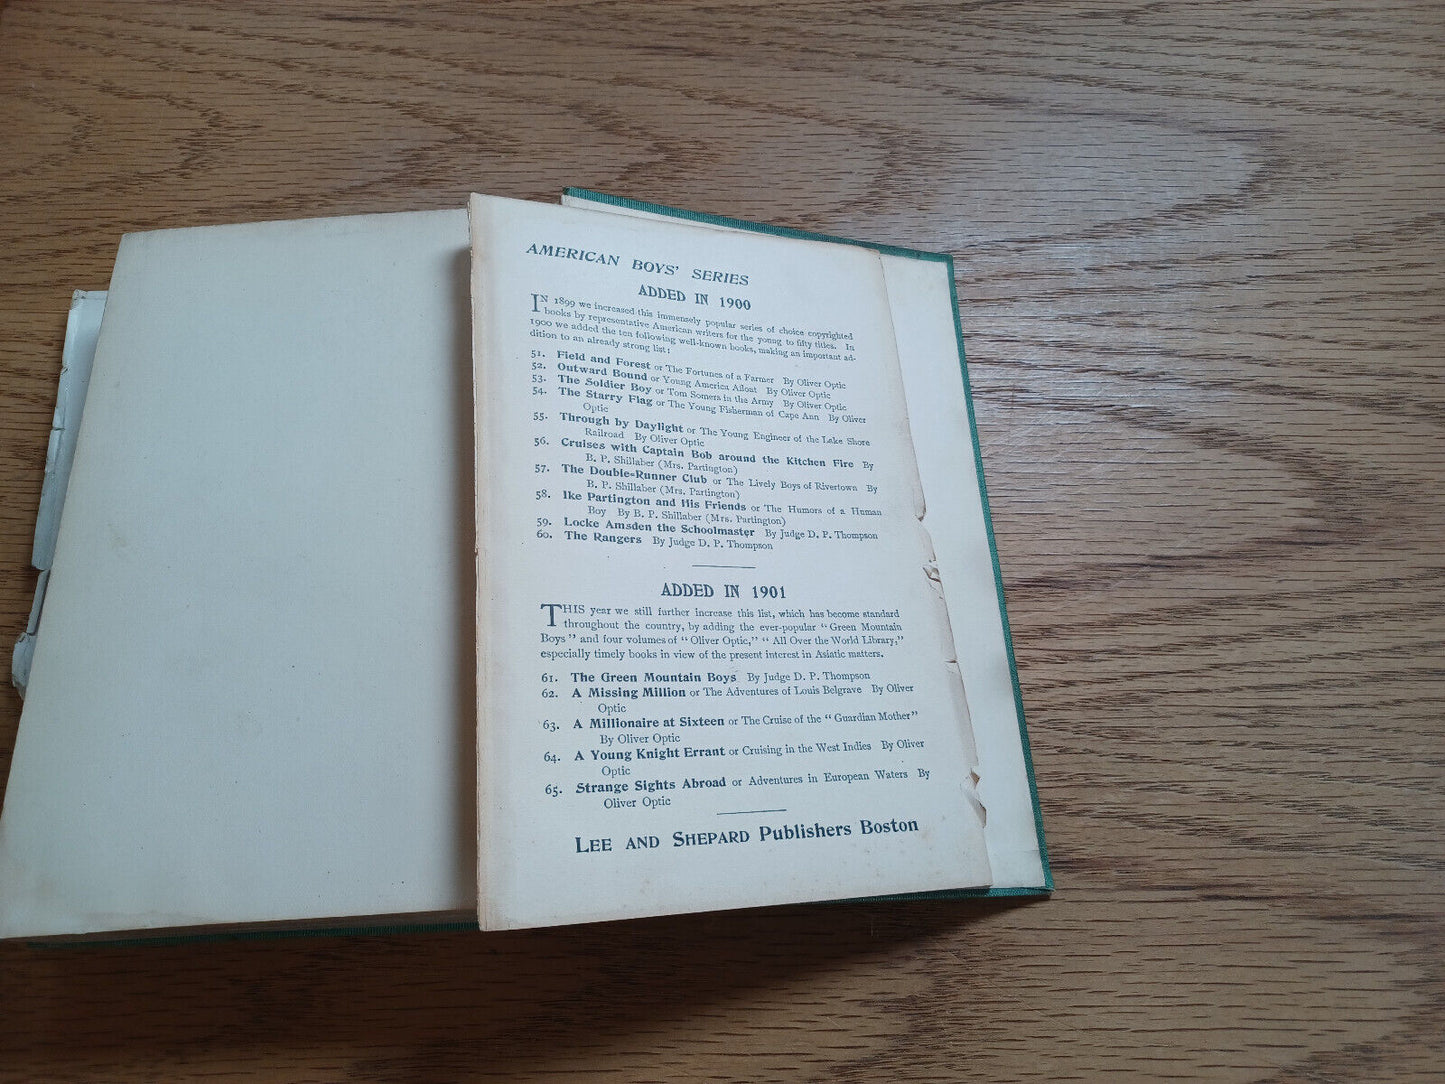 AMERICAN BOYS' SERIES
ADDED IN 1900
IN 1899 we increased this immensely popular series of choice copyrighted
books by representative American writers for the young to fifty titles. In
1900 we added the ten following well-known books, making an important ad-
dition to an already strong list:
51. Field and Forest or The Fortunes of a Farmer By Oliver Optic
52. Outward Bound or Young America Afloat By Oliver Optic
53. The Soldier Boy or Tom Somers in the Army By Oliver Optic
54. The Starry Flag or The Young Fisherman of Cape Ann By Oliver
Optic
55. Through by Daylight or The Young Engineer of the Lake Shore
Railroad By Oliver Optic
56. Cruises with Captain Bob around the Kitchen Fire By
B. P. Shillaber (Mrs. Partington)
57. The Double-Runner Club or The Lively Boys of Rivertown By
B. P. Shillaber (Mrs. Partington)
58. Ike Partington and His Friends or The Humors of a Human
Boy By B. P. Shillaber (Mrs. Partington)
59. Locke Amsden the Schoolmaster By Judge D. P. Thompson
60. The Rangers By Judge D. P. Thompson
ADDED IN 1901
THIS year we still further increase this list, which has become standard
throughout the country, by adding the ever-popular "Green Mountain
Boys" and four volumes of "Oliver Optic," "All Over the World Library,"
especially timely books in view of the present interest in Asiatic matters.
61. The Green Mountain Boys By Judge D. P. Thompson
62. A Missing Million or The Adventures of Louis Belgrave By Oliver
Optic
63. A Millionaire at Sixteen or The Cruise of the "Guardian Mother"
By Oliver Optic
64. A Young Knight Errant or Cruising in the West Indies By Oliver
Optic
65. Strange Sights Abroad or Adventures in European Waters By
Oliver Optic
LEE AND SHEPARD Publishers Boston